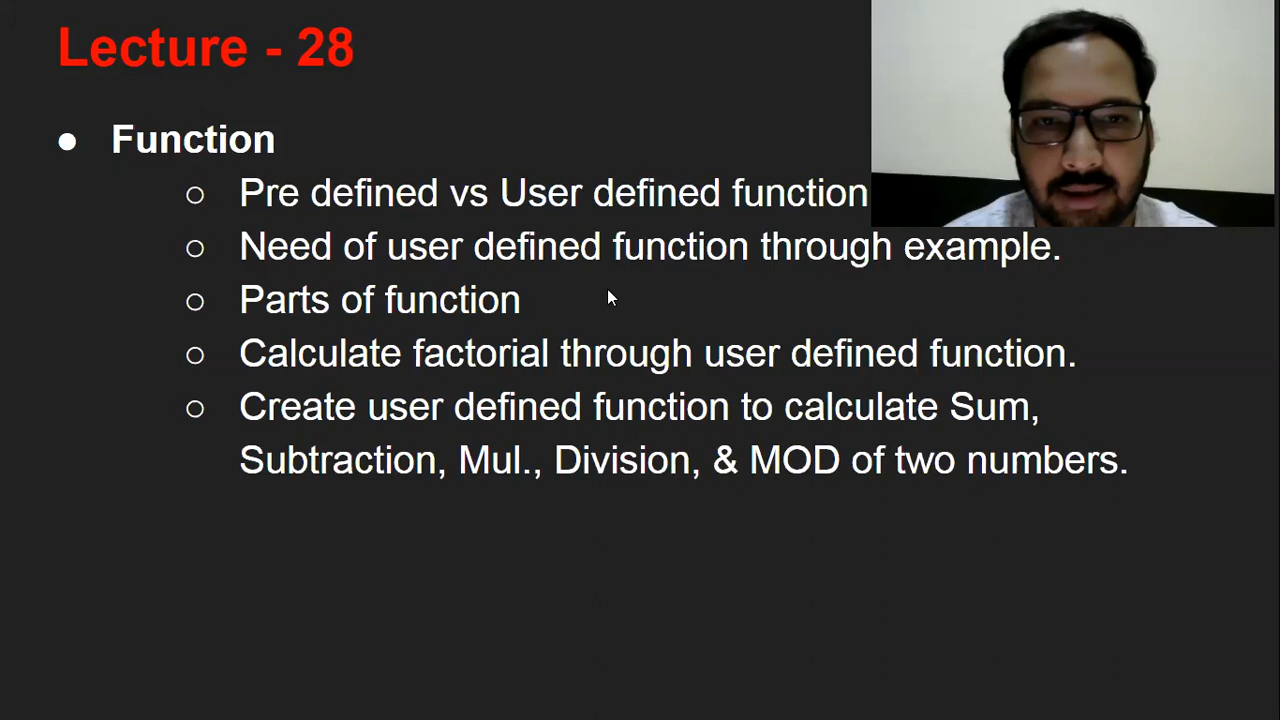 Lecture - 28
● Function
○ Pre defined vs User defined function
○ Need of user defined function through example.
○ Parts of function
○ Calculate factorial through user defined function.
○ Create user defined function to calculate Sum,
Subtraction, Mul., Division, & MOD of two numbers.